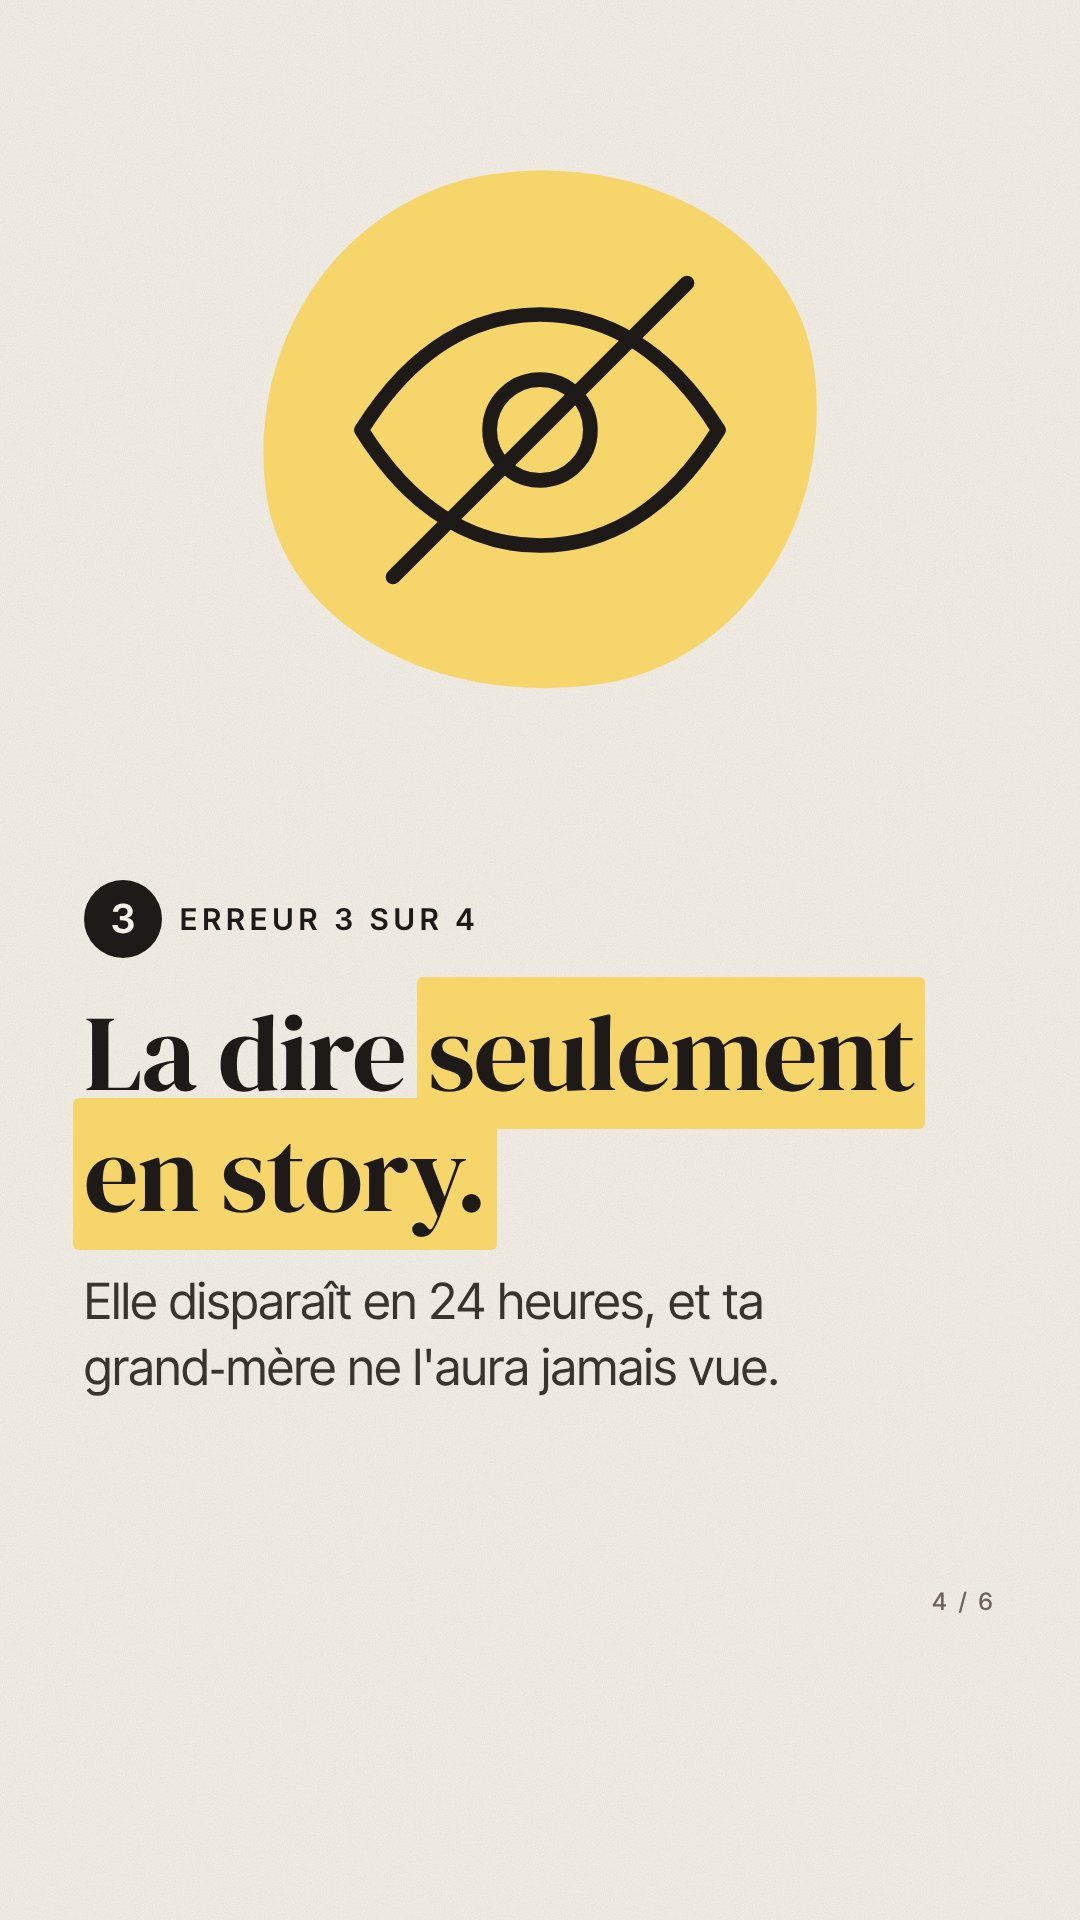 3 ERREUR 3 SUR 4
La dire seulement
en story.
Elle disparaît en 24 heures, et ta
grand-mère ne l'aura jamais vue.
4 / 6